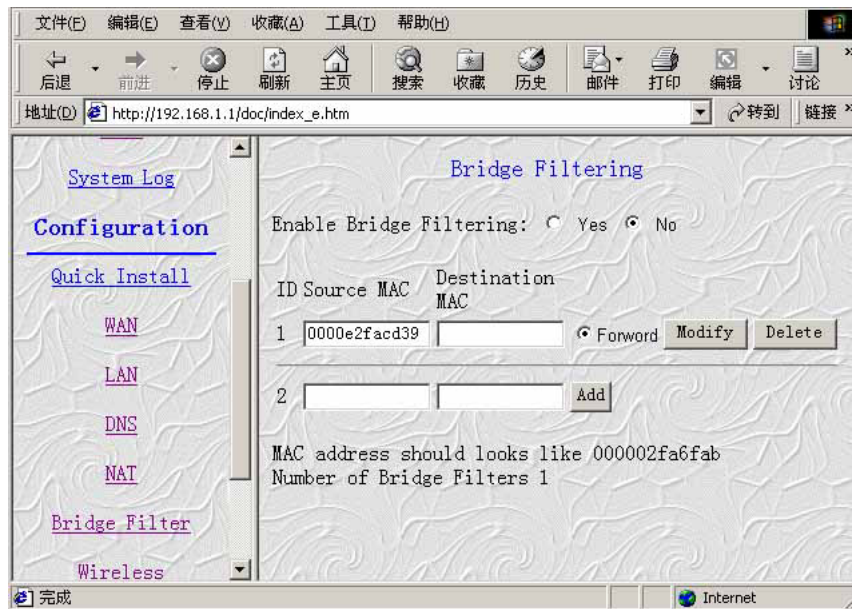 文件(F) 编辑(E) 查看(V) 收藏(A) 工具(T) 帮助(H)
后退 前进 停止 刷新 主页 搜索 收藏 历史 邮件 打印 编辑 讨论 »
地址(D) http://192.168.1.1/doc/index_e.htm 转到 链接 »
System Log
Configuration
Quick Install
WAN
LAN
DNS
NAT
Bridge Filter
Wireless
Bridge Filtering
Enable Bridge Filtering: Yes No
ID Source MAC Destination
MAC
1 0000e2facd39 Forword Modify Delete
2 Add
MAC address should looks like 000002fa6fab
Number of Bridge Filters 1
完成 Internet